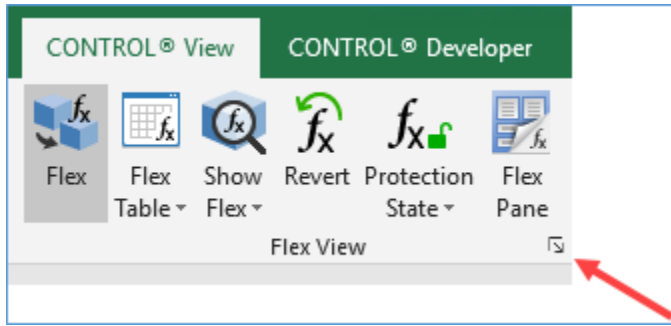 CONTROL® View CONTROL® Developer
Flex Flex Show Revert Protection Flex
Table Flex State Pane
Flex View